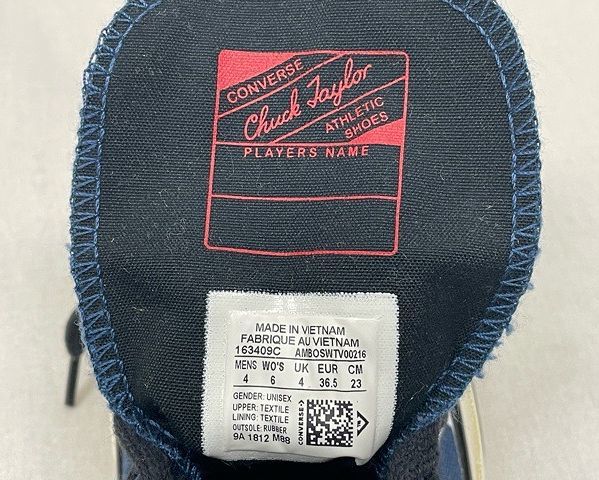 CONVERSE
Chuck Taylor
ATHLETIC
SHOES
PLAYERS NAME
MADE IN VIETNAM
FABRIQUE AU VIETNAM
163409C AMBOSWTV00216
MENS WO'S UK EUR CM
4 6 4 36.5 23
GENDER: UNISEX
UPPER: TEXTILE
LINING: TEXTILE
OUTSOLE: RUBBER
9A 1812 M88
CONVERSE